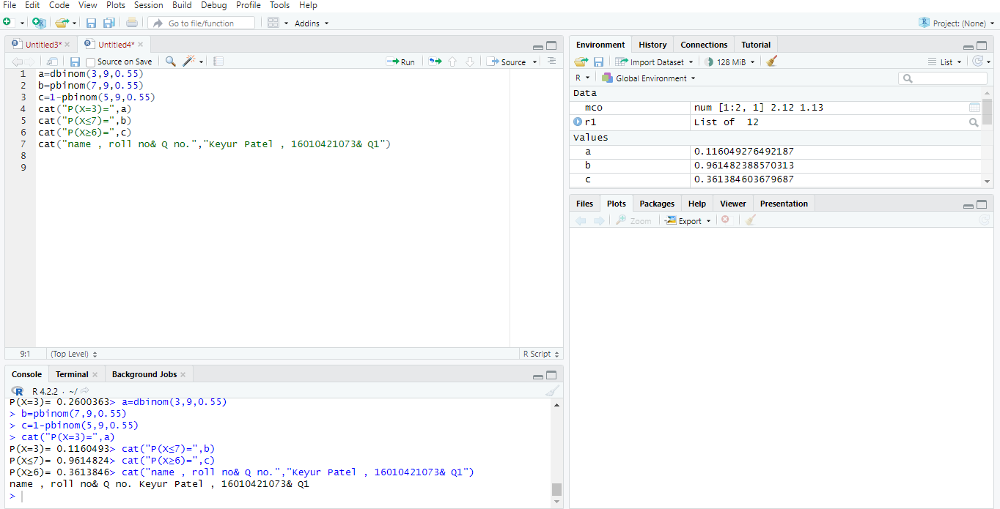 File Edit Code View Plots Session Build Debug Profile Tools Help
Go to file/function Addins Project: (None)
Untitled3* Untitled4*
Source on Save Run Source
1 a=dbinom(3,9,0.55)
2 b=pbinom(7,9,0.55)
3 c=1-pbinom(5,9,0.55)
4 cat("P(X=3)=",a)
5 cat("P(X≤7)=",b)
6 cat("P(X≥6)=",c)
7 cat("name , roll no& Q no.","Keyur Patel , 16010421073& Q1")
8
9
9:1 (Top Level) R Script
Console Terminal Background Jobs
R 4.2.2 · ~/
P(X=3)= 0.2600363> a=dbinom(3,9,0.55)
> b=pbinom(7,9,0.55)
> c=1-pbinom(5,9,0.55)
> cat("P(X=3)=",a)
P(X=3)= 0.1160493> cat("P(X≤7)=",b)
P(X≤7)= 0.9614824> cat("P(X≥6)=",c)
P(X≥6)= 0.3613846> cat("name , roll no& Q no.","Keyur Patel , 16010421073& Q1")
name , roll no& Q no. Keyur Patel , 16010421073& Q1
>
Environment History Connections Tutorial
Import Dataset 128 MiB List
R Global Environment
Data
mco num [1:2, 1] 2.12 1.13
r1 List of 12
Values
a 0.116049276492187
b 0.961482388570313
c 0.361384603679687
Files Plots Packages Help Viewer Presentation
Zoom Export